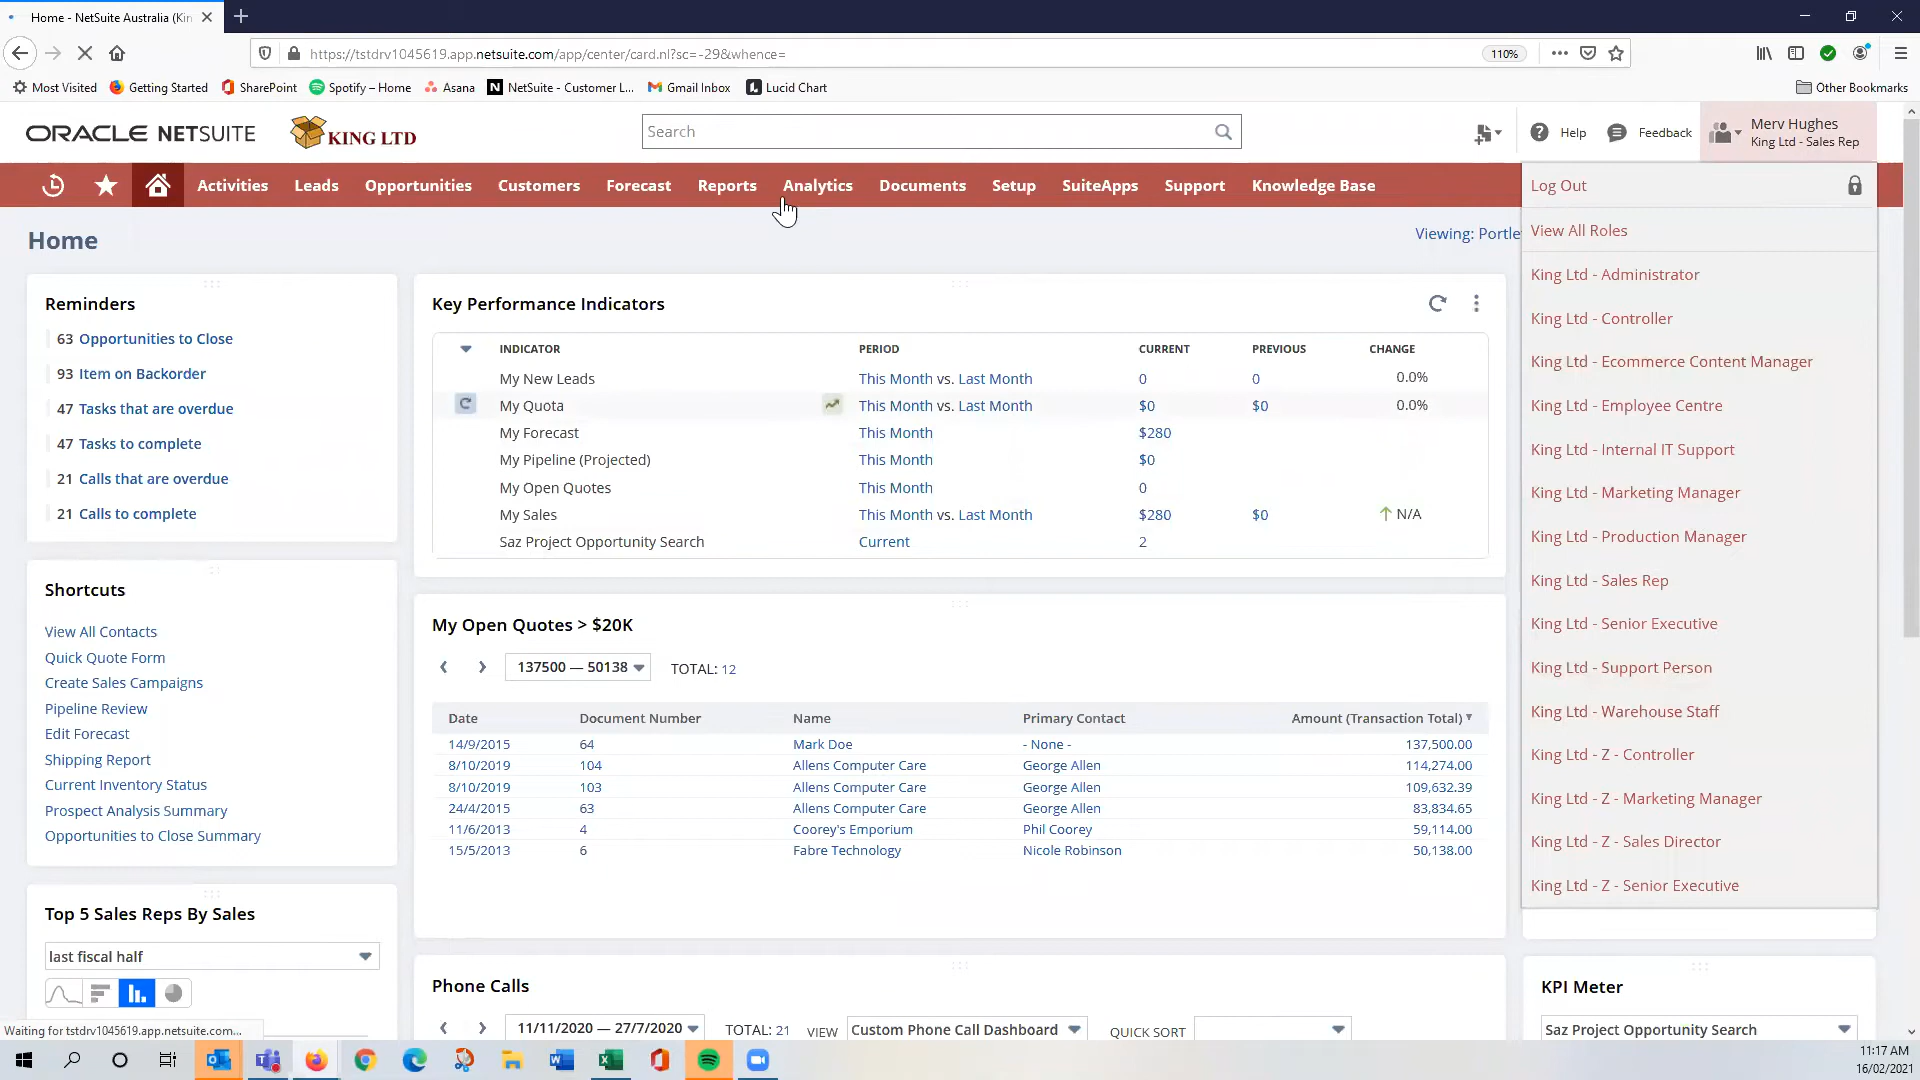 Home - NetSuite Australia (Kin
https://tstdrv1045619.app.netsuite.com/app/center/card.nl?sc=-29&whence=
110%
Most Visited
Getting Started
SharePoint
Spotify – Home
Asana
NetSuite - Customer L...
Gmail Inbox
Lucid Chart
Other Bookmarks
ORACLE NETSUITE
KING LTD
Search
Help
Feedback
Merv Hughes
King Ltd - Sales Rep
Activities
Leads
Opportunities
Customers
Forecast
Reports
Analytics
Documents
Setup
SuiteApps
Support
Knowledge Base
Log Out
View All Roles
King Ltd - Administrator
King Ltd - Controller
King Ltd - Ecommerce Content Manager
King Ltd - Employee Centre
King Ltd - Internal IT Support
King Ltd - Marketing Manager
King Ltd - Production Manager
King Ltd - Sales Rep
King Ltd - Senior Executive
King Ltd - Support Person
King Ltd - Warehouse Staff
King Ltd - Z - Controller
King Ltd - Z - Marketing Manager
King Ltd - Z - Sales Director
King Ltd - Z - Senior Executive
Home
Viewing: Portle
Reminders
63 Opportunities to Close
93 Item on Backorder
47 Tasks that are overdue
47 Tasks to complete
21 Calls that are overdue
21 Calls to complete
Shortcuts
View All Contacts
Quick Quote Form
Create Sales Campaigns
Pipeline Review
Edit Forecast
Shipping Report
Current Inventory Status
Prospect Analysis Summary
Opportunities to Close Summary
Top 5 Sales Reps By Sales
last fiscal half
Key Performance Indicators
INDICATOR PERIOD CURRENT PREVIOUS CHANGE
My New Leads This Month vs. Last Month 0 0 0.0%
My Quota This Month vs. Last Month $0 $0 0.0%
My Forecast This Month $280
My Pipeline (Projected) This Month $0
My Open Quotes This Month 0
My Sales This Month vs. Last Month $280 $0 N/A
Saz Project Opportunity Search Current 2
My Open Quotes > $20K
137500 — 50138 TOTAL: 12
Date Document Number Name Primary Contact Amount (Transaction Total)
14/9/2015 64 Mark Doe - None - 137,500.00
8/10/2019 104 Allens Computer Care George Allen 114,274.00
8/10/2019 103 Allens Computer Care George Allen 109,632.39
24/4/2015 63 Allens Computer Care George Allen 83,834.65
11/6/2013 4 Coorey's Emporium Phil Coorey 59,114.00
15/5/2013 6 Fabre Technology Nicole Robinson 50,138.00
Phone Calls
11/11/2020 — 27/7/2020 TOTAL: 21 VIEW Custom Phone Call Dashboard QUICK SORT
KPI Meter
Saz Project Opportunity Search
Waiting for tstdrv1045619.app.netsuite.com...
11:17 AM
16/02/2021